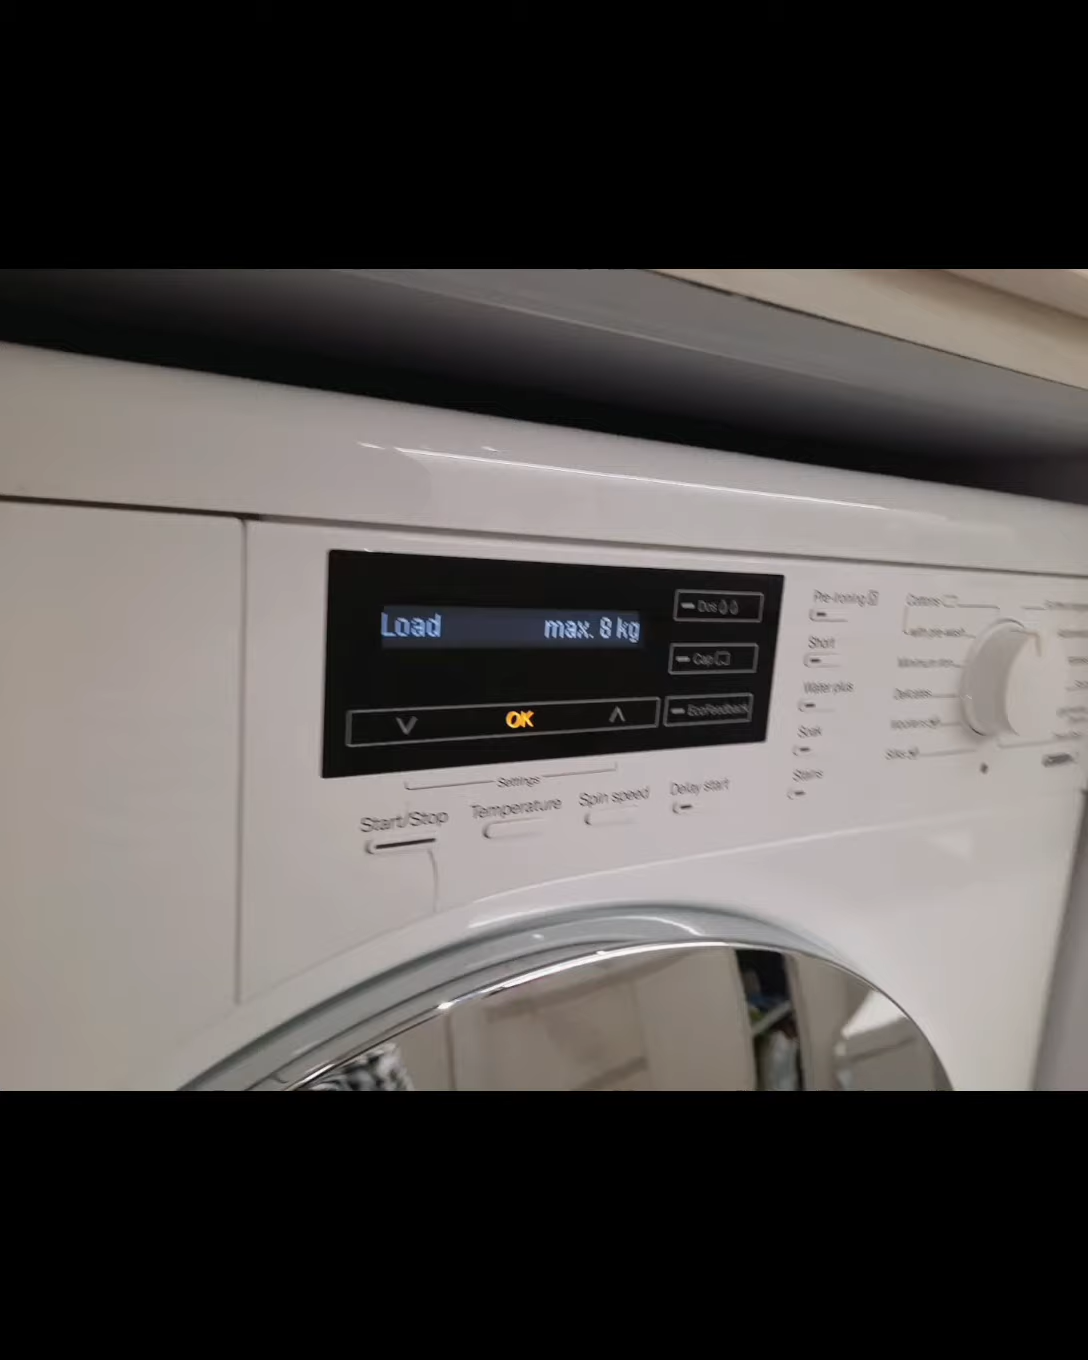 Load max. 8 kg
Dos
Cap
EcoFeedback
OK
Settings
Start/Stop
Temperature
Spin speed
Delay start
Pre-ironing
Short
Water plus
Soak
Stains
Cottons
with pre-wash
Minimum iron
Delicates
Woollens
Silks